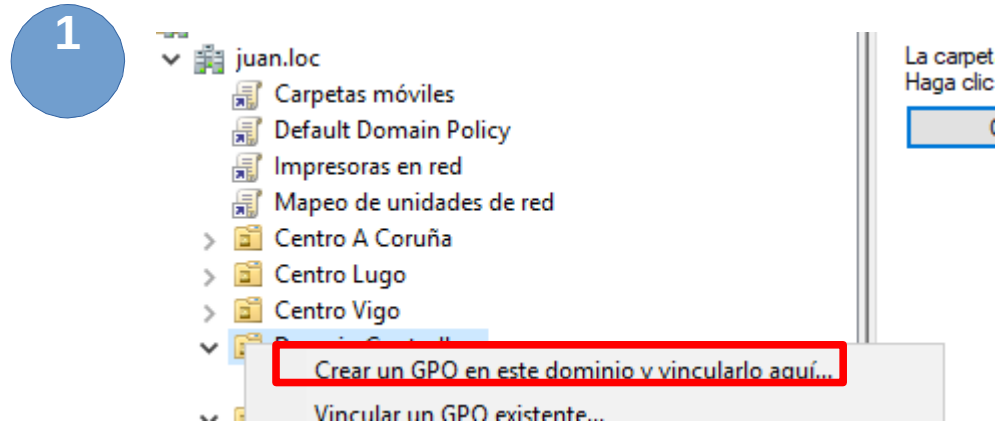 1
juan.loc
Carpetas móviles
Default Domain Policy
Impresoras en red
Mapeo de unidades de red
Centro A Coruña
Centro Lugo
Centro Vigo
Crear un GPO en este dominio y vincularlo aquí...
Vincular un GPO existente...
La carpet
Haga clic